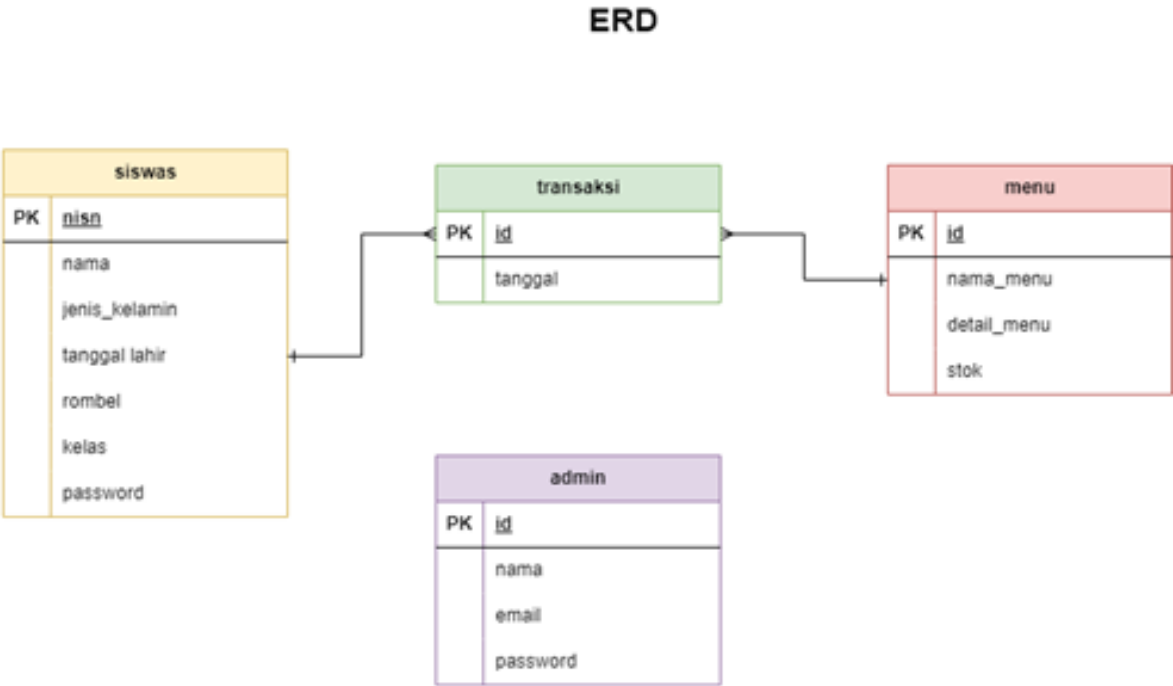 ERD
siswas
PK nisn
nama
jenis_kelamin
tanggal lahir
rombel
kelas
password
transaksi
PK id
tanggal
menu
PK id
nama_menu
detail_menu
stok
admin
PK id
nama
email
password